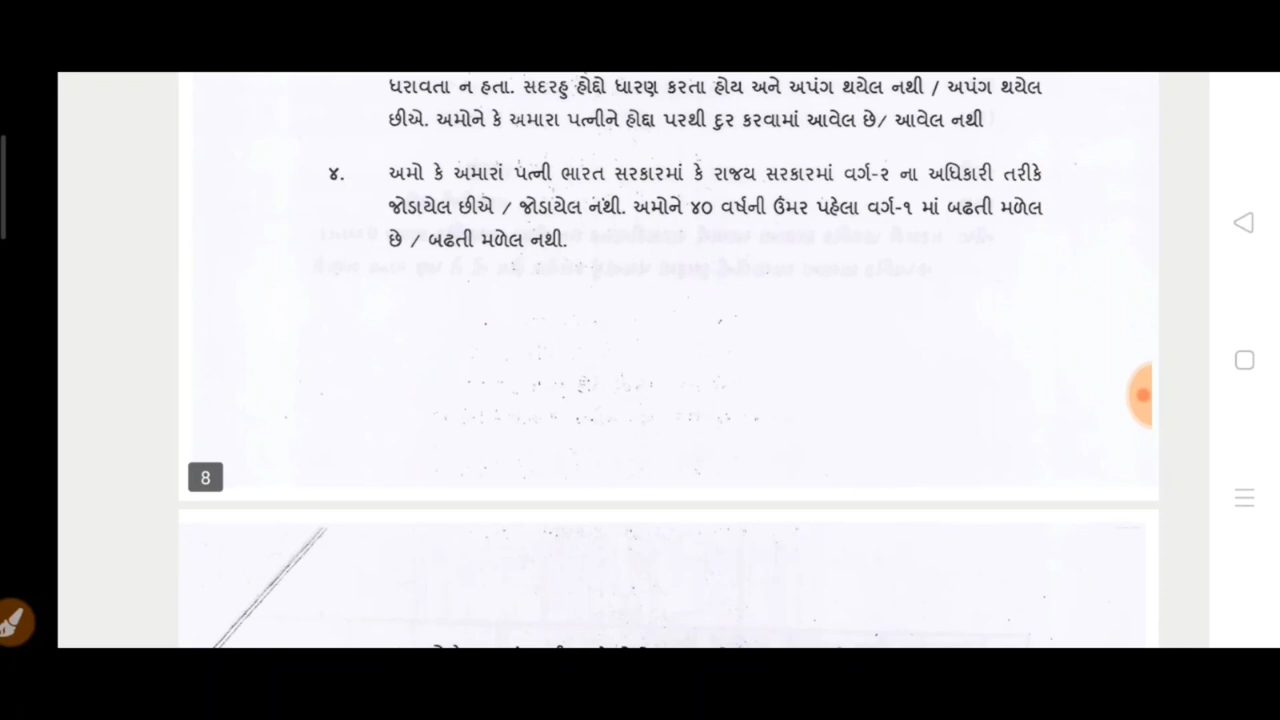 ધરાવતા ન હતા. સદરહુ હોદ્દો ધારણ કરતા હોય અને અપંગ થયેલ નથી / અપંગ થયેલ
છીએ. અમોને કે અમારા પત્નીને હોદ્દા પરથી દુર કરવામાં આવેલ છે/ આવેલ નથી
૪. અમો કે અમારાં પત્ની ભારત સરકારમાં કે રાજય સરકારમાં વર્ગ-૨ ના અધિકારી તરીકે
જોડાયેલ છીએ / જોડાયેલ નથી. અમોને ૪૦ વર્ષની ઉંમર પહેલા વર્ગ-૧ માં બઢતી મળેલ
છે / બઢતી મળેલ નથી.
8